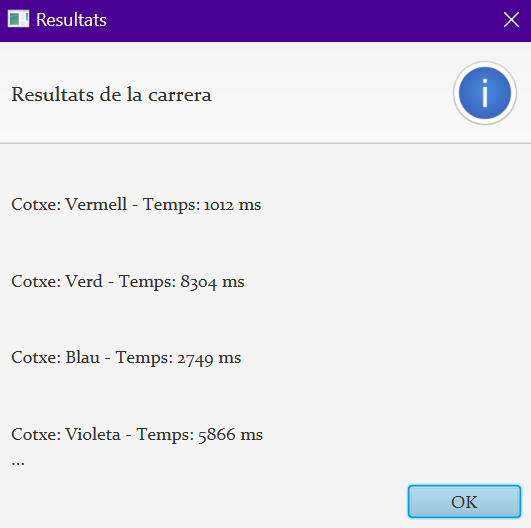 Resultats
Resultats de la carrera
i
Cotxe: Vermell - Temps: 1012 ms
Cotxe: Verd - Temps: 8304 ms
Cotxe: Blau - Temps: 2749 ms
Cotxe: Violeta - Temps: 5866 ms
...
OK